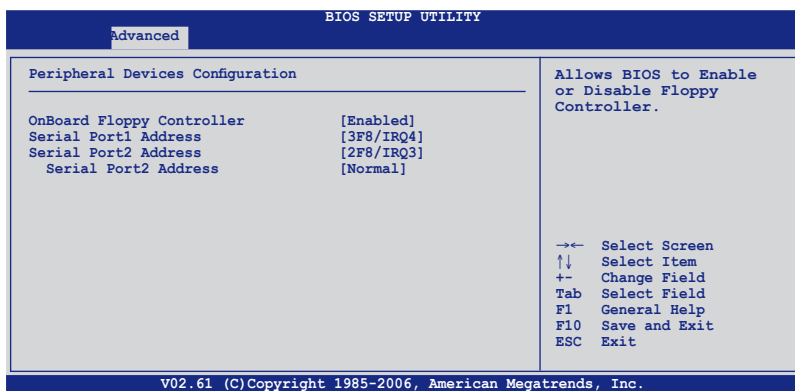 BIOS SETUP UTILITY
Advanced
Peripheral Devices Configuration
OnBoard Floppy Controller [Enabled]
Serial Port1 Address [3F8/IRQ4]
Serial Port2 Address [2F8/IRQ3]
Serial Port2 Address [Normal]
Allows BIOS to Enable
or Disable Floppy
Controller.
→← Select Screen
↑↓ Select Item
+- Change Field
Tab Select Field
F1 General Help
F10 Save and Exit
ESC Exit
V02.61 (C)Copyright 1985-2006, American Megatrends, Inc.